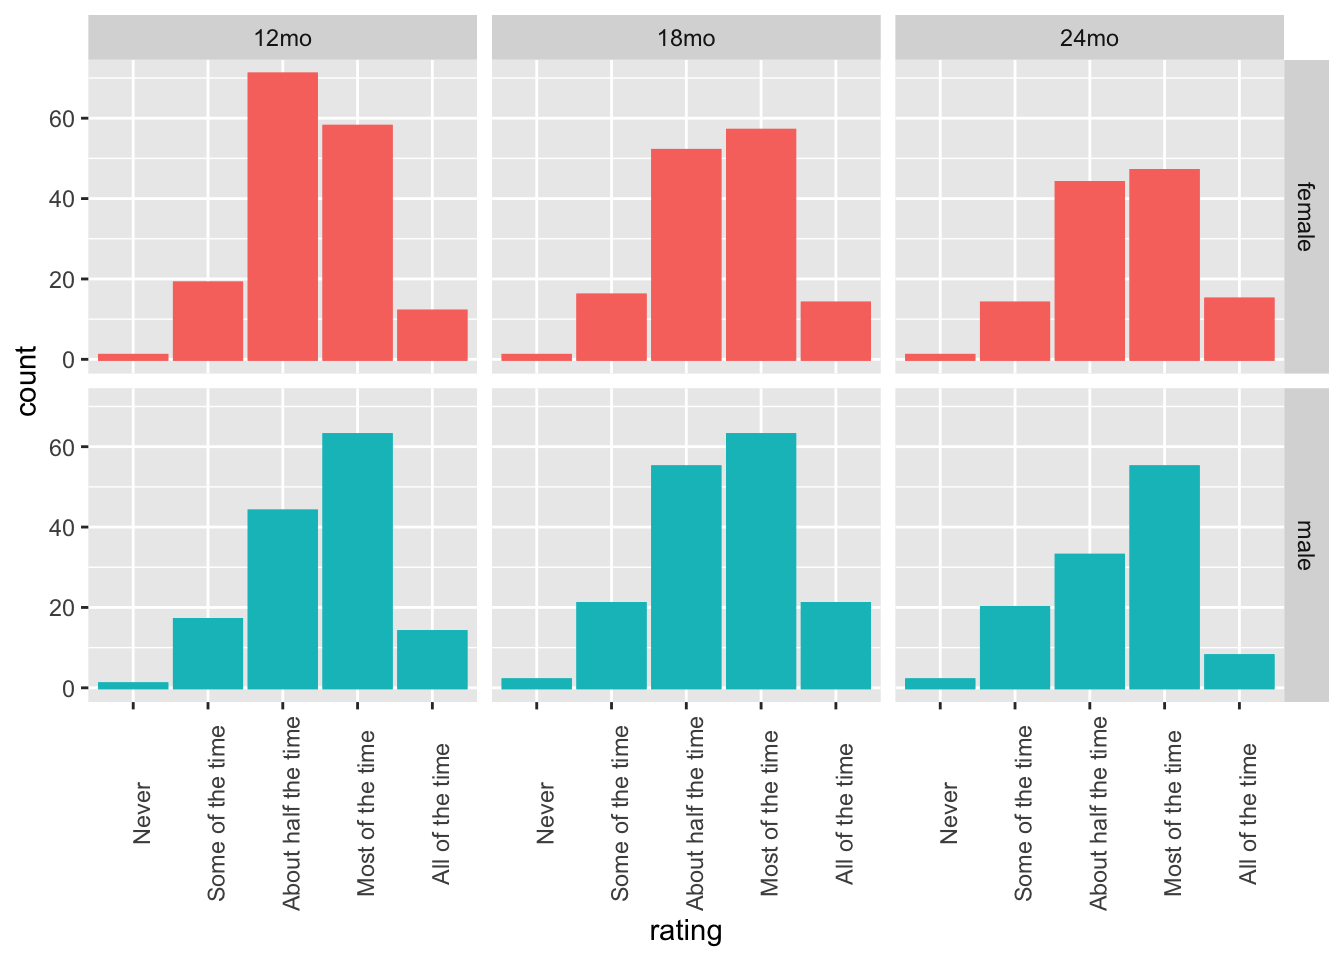 12mo
18mo
24mo
60
40
20
0
female
count
60
40
20
0
male
Never
Some of the time
About half the time
Most of the time
All of the time
Never
Some of the time
About half the time
Most of the time
All of the time
Never
Some of the time
About half the time
Most of the time
All of the time
rating